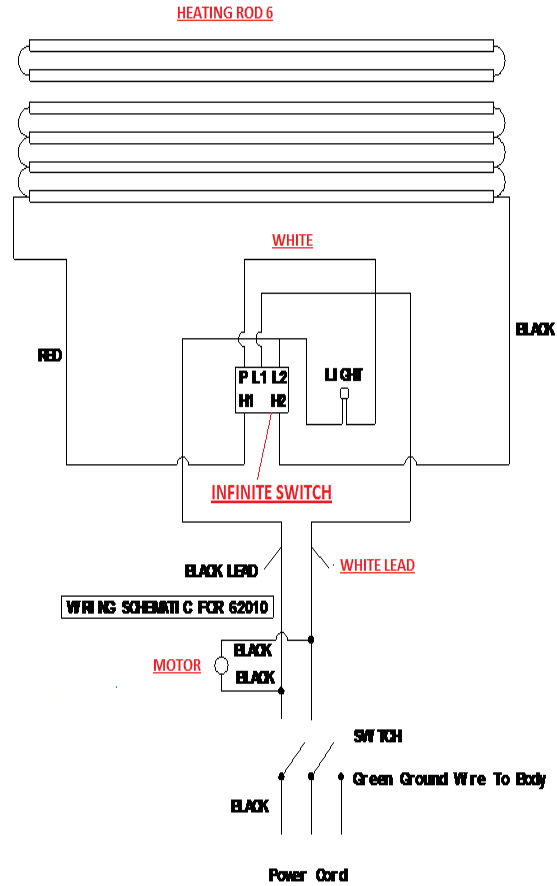 HEATING ROD 6
WHITE
BLACK
RED
P L1 L2
H1 H2
LIGHT
INFINITE SWITCH
BLACK LEAD
WHITE LEAD
WIRING SCHEMATIC FOR 62010
BLACK
MOTOR
BLACK
SWITCH
Green Ground Wire To Body
BLACK
Power Cord